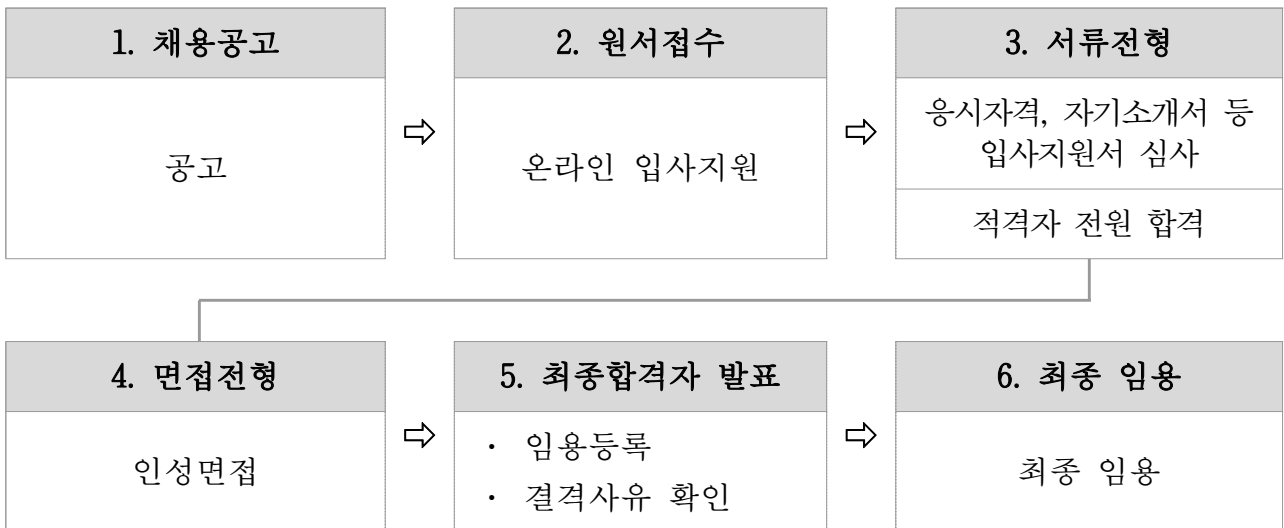 1. 채용공고
공고
⇨
2. 원서접수
온라인 입사지원
⇨
3. 서류전형
응시자격, 자기소개서 등
입사지원서 심사
적격자 전원 합격
4. 면접전형
인성면접
⇨
5. 최종합격자 발표
· 임용등록
· 결격사유 확인
⇨
6. 최종 임용
최종 임용